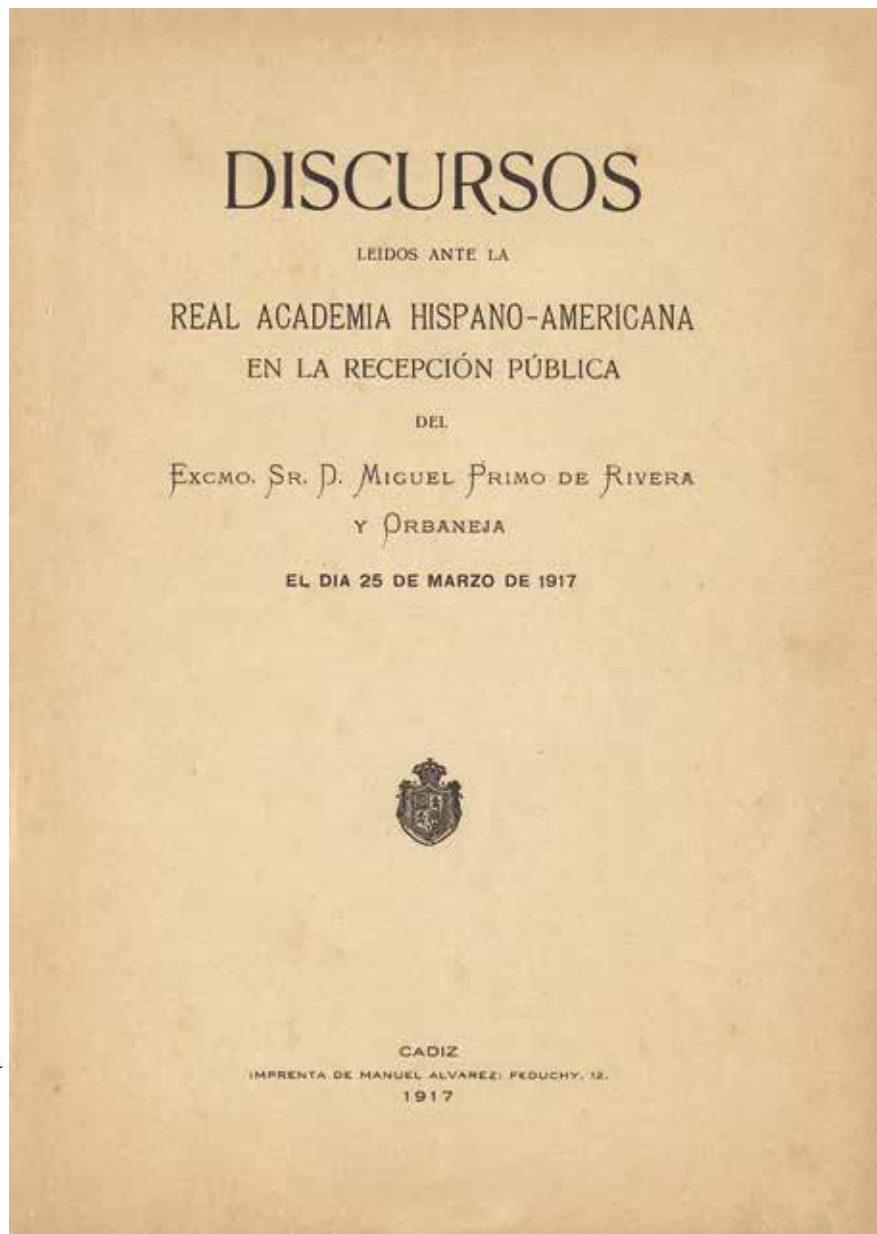 DISCURSOS
LEIDOS ANTE LA
REAL ACADEMIA HISPANO-AMERICANA
EN LA RECEPCIÓN PÚBLICA
DEL
EXCMO. SR. D. MIGUEL PRIMO DE RIVERA
Y ORBANEJA
EL DIA 25 DE MARZO DE 1917
CADIZ
IMPRENTA DE MANUEL ALVAREZ: FEDUCHY, 12.
1917